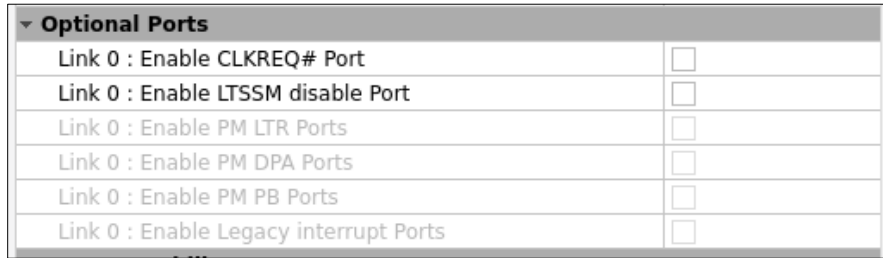 Optional Ports
Link 0 : Enable CLKREQ# Port
Link 0 : Enable LTSSM disable Port
Link 0 : Enable PM LTR Ports
Link 0 : Enable PM DPA Ports
Link 0 : Enable PM PB Ports
Link 0 : Enable Legacy interrupt Ports